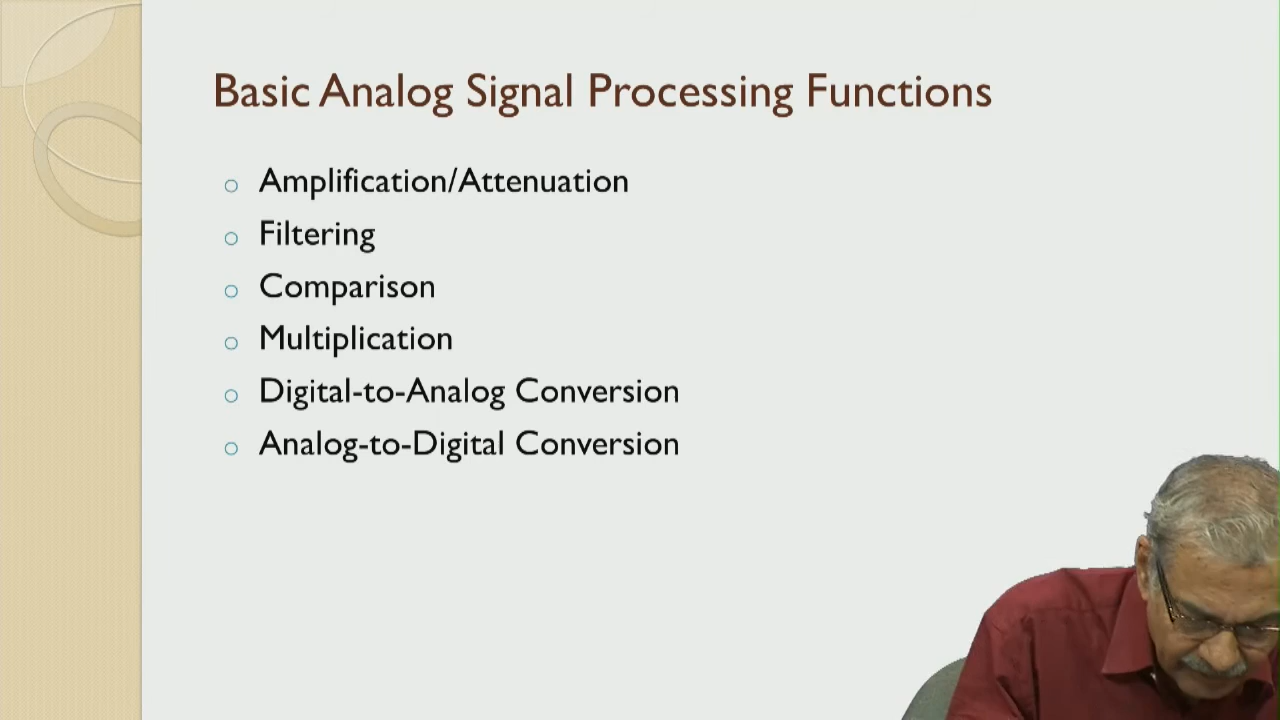 Basic Analog Signal Processing Functions
Amplification/Attenuation
Filtering
Comparison
Multiplication
Digital-to-Analog Conversion
Analog-to-Digital Conversion